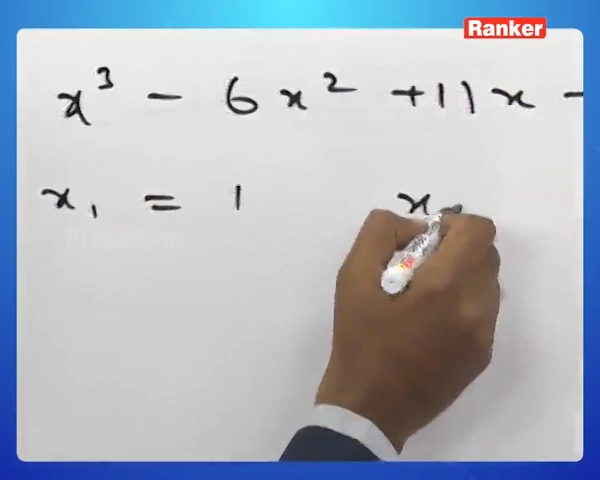 Ranker
x³ − 6x² + 11x −
x₁ = 1 x